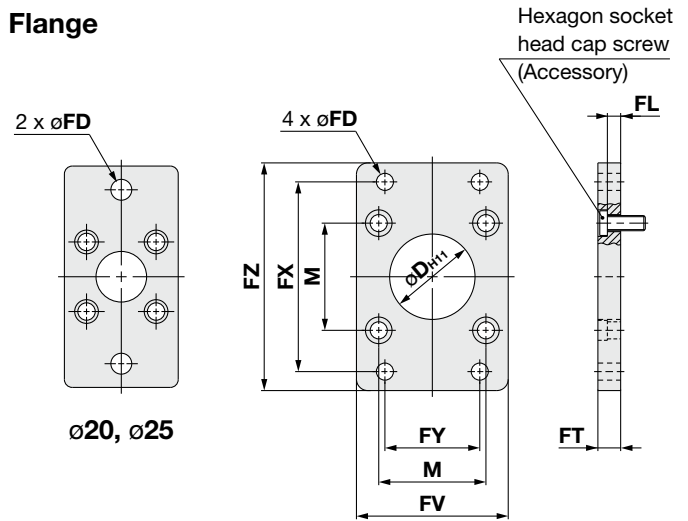 Flange
Hexagon socket
head cap screw
(Accessory)
FL
2 x øFD
4 x øFD
FZ
FX
M
øDH11
FT
FY
M
FV
ø20, ø25